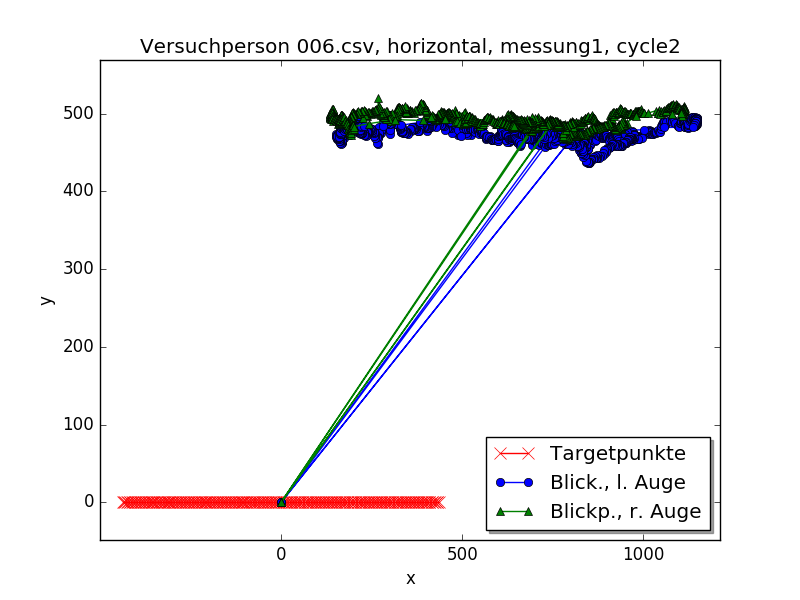 Versuchperson 006.csv, horizontal, messung1, cycle2
500
400
300
200
100
0
y
0 500 1000
x
Targetpunkte
Blick., l. Auge
Blickp., r. Auge